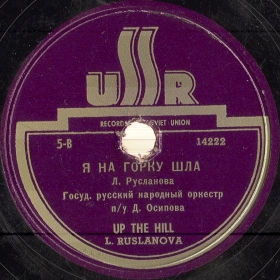 USSR
RECORDED IN SOVIET UNION
5-В 14222
Я НА ГОРКУ ШЛА
Л. Русланова
Госуд. русский народный оркестр
п/у Д. Осипова
UP THE HILL
L. RUSLANOVA